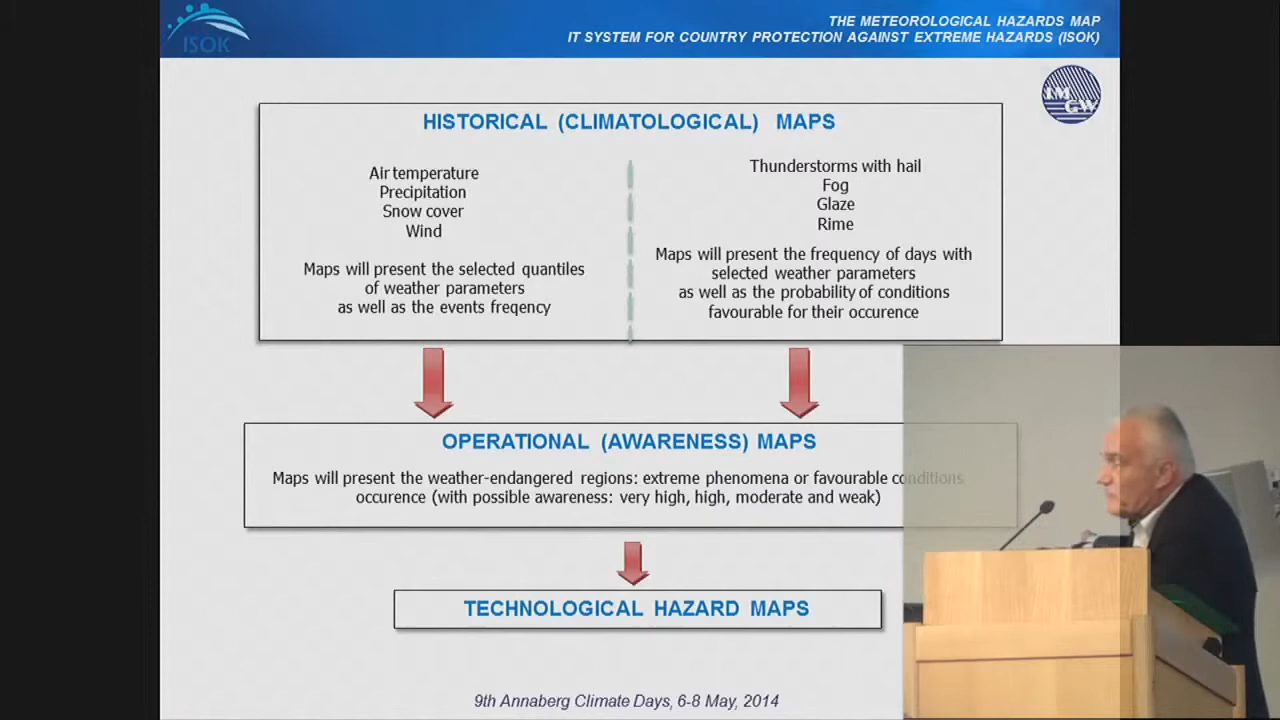 ISOK
THE METEOROLOGICAL HAZARDS MAP
IT SYSTEM FOR COUNTRY PROTECTION AGAINST EXTREME HAZARDS (ISOK)
IM
GW
HISTORICAL (CLIMATOLOGICAL) MAPS
Air temperature
Precipitation
Snow cover
Wind
Maps will present the selected quantiles
of weather parameters
as well as the events freqency
Thunderstorms with hail
Fog
Glaze
Rime
Maps will present the frequency of days with
selected weather parameters
as well as the probability of conditions
favourable for their occurence
OPERATIONAL (AWARENESS) MAPS
Maps will present the weather-endangered regions: extreme phenomena or favourable conditions
occurence (with possible awareness: very high, high, moderate and weak)
TECHNOLOGICAL HAZARD MAPS
9th Annaberg Climate Days, 6-8 May, 2014